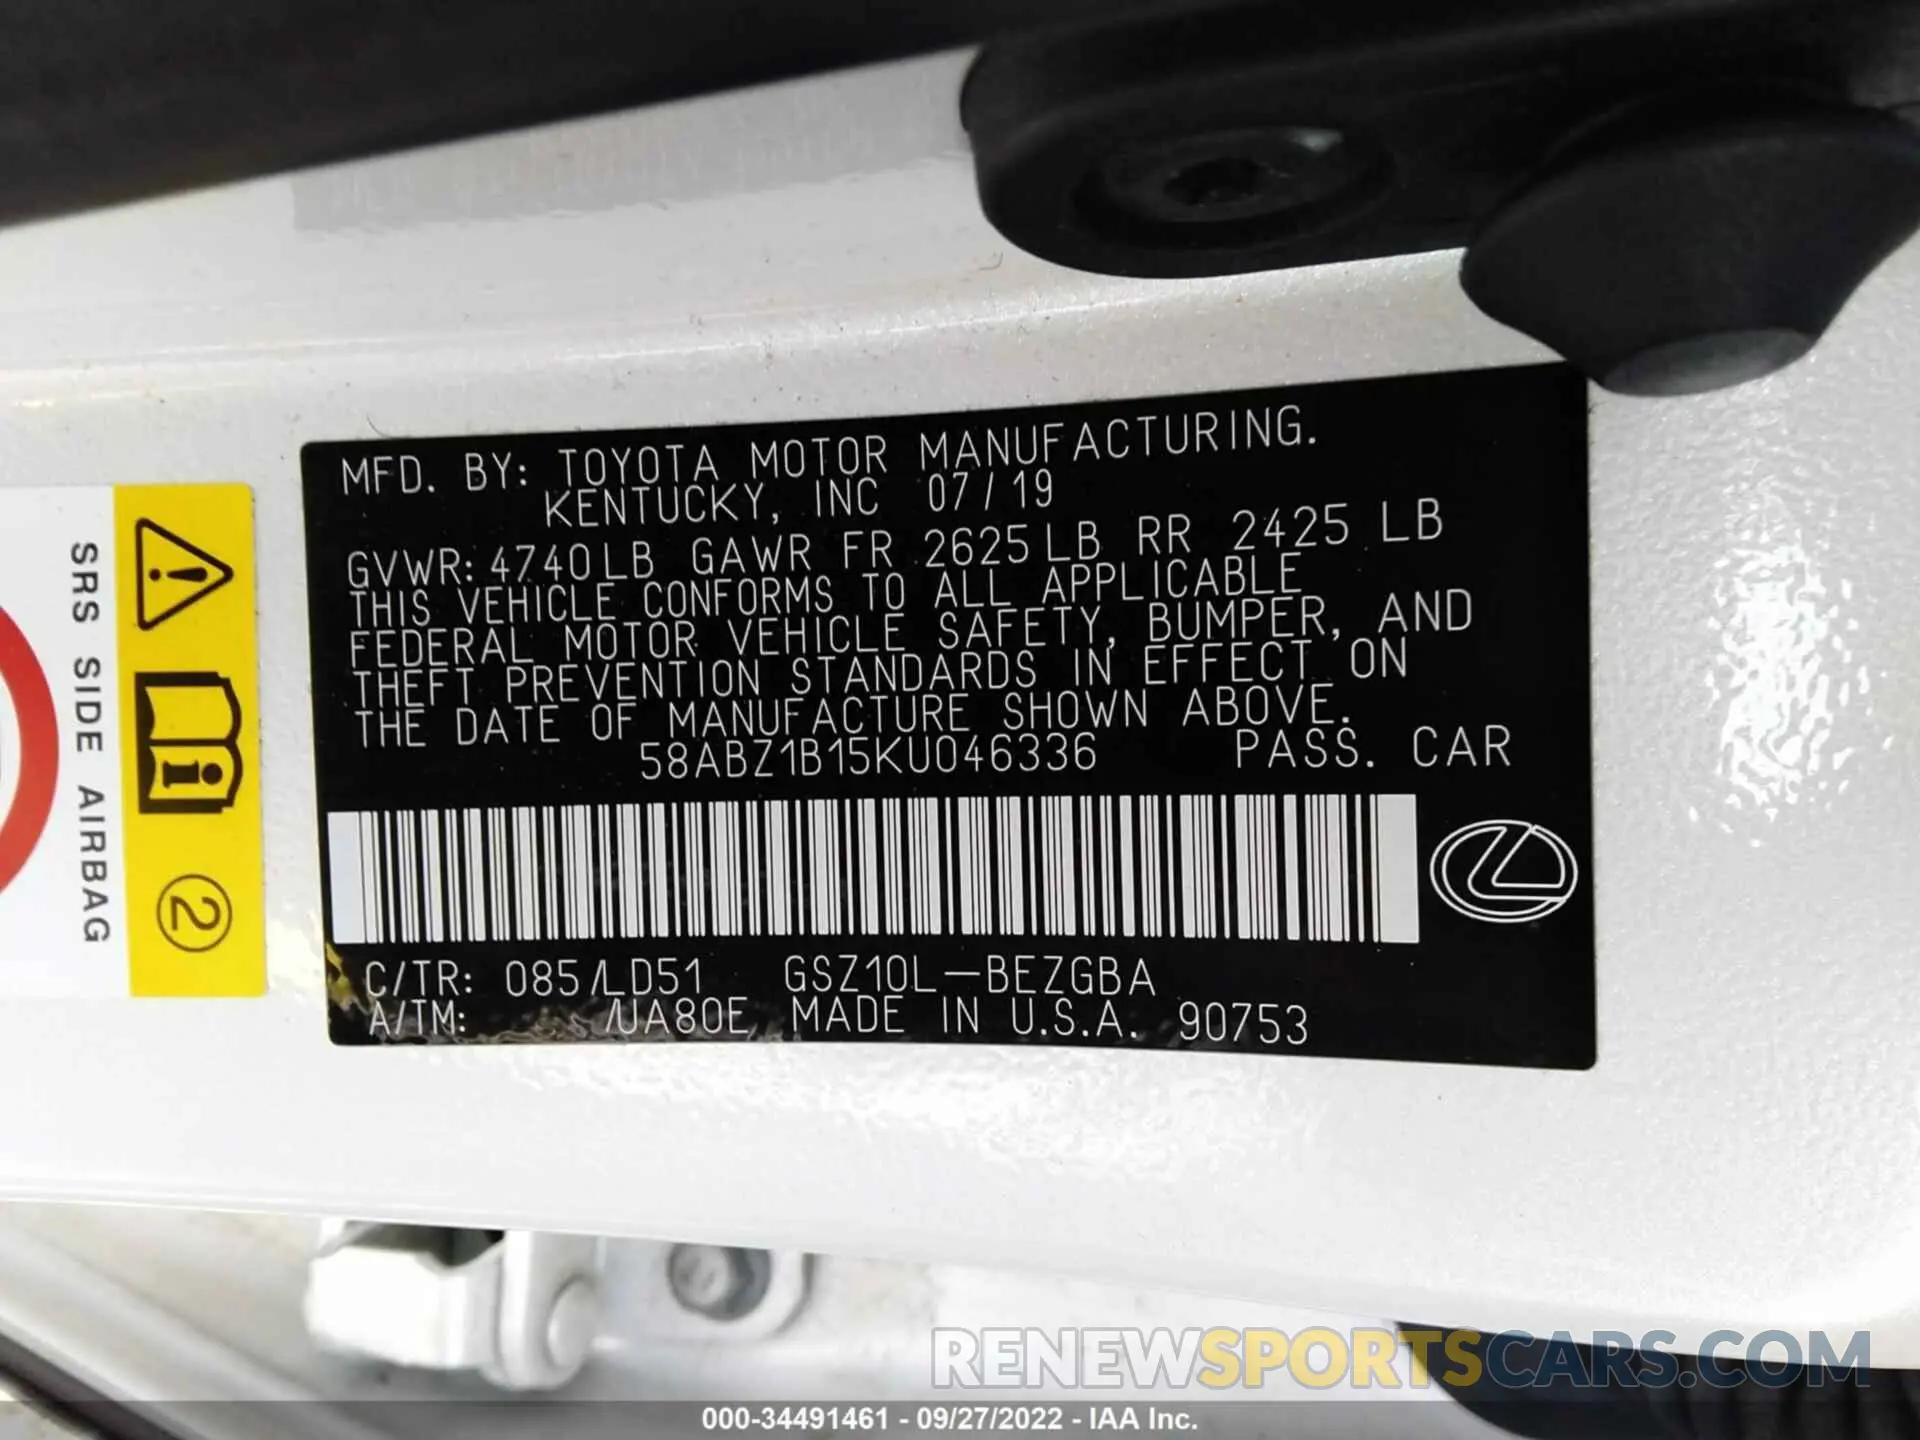 MFD. BY: TOYOTA MOTOR MANUFACTURING.
KENTUCKY, INC 07/19
GVWR: 4740LB GAWR FR 2625LB RR 2425 LB
THIS VEHICLE CONFORMS TO ALL APPLICABLE
FEDERAL MOTOR VEHICLE SAFETY, BUMPER, AND
THEFT PREVENTION STANDARDS IN EFFECT ON
THE DATE OF MANUFACTURE SHOWN ABOVE.
58ABZ1B15KU046336 PASS. CAR
C/TR: 085/LD51 GSZ10L-BEZGBA
A/TM: /UA80E MADE IN U.S.A. 90753
SRS SIDE AIRBAG
2
RENEWSPORTSCARS.COM
000-34491461 - 09/27/2022 - IAA Inc.